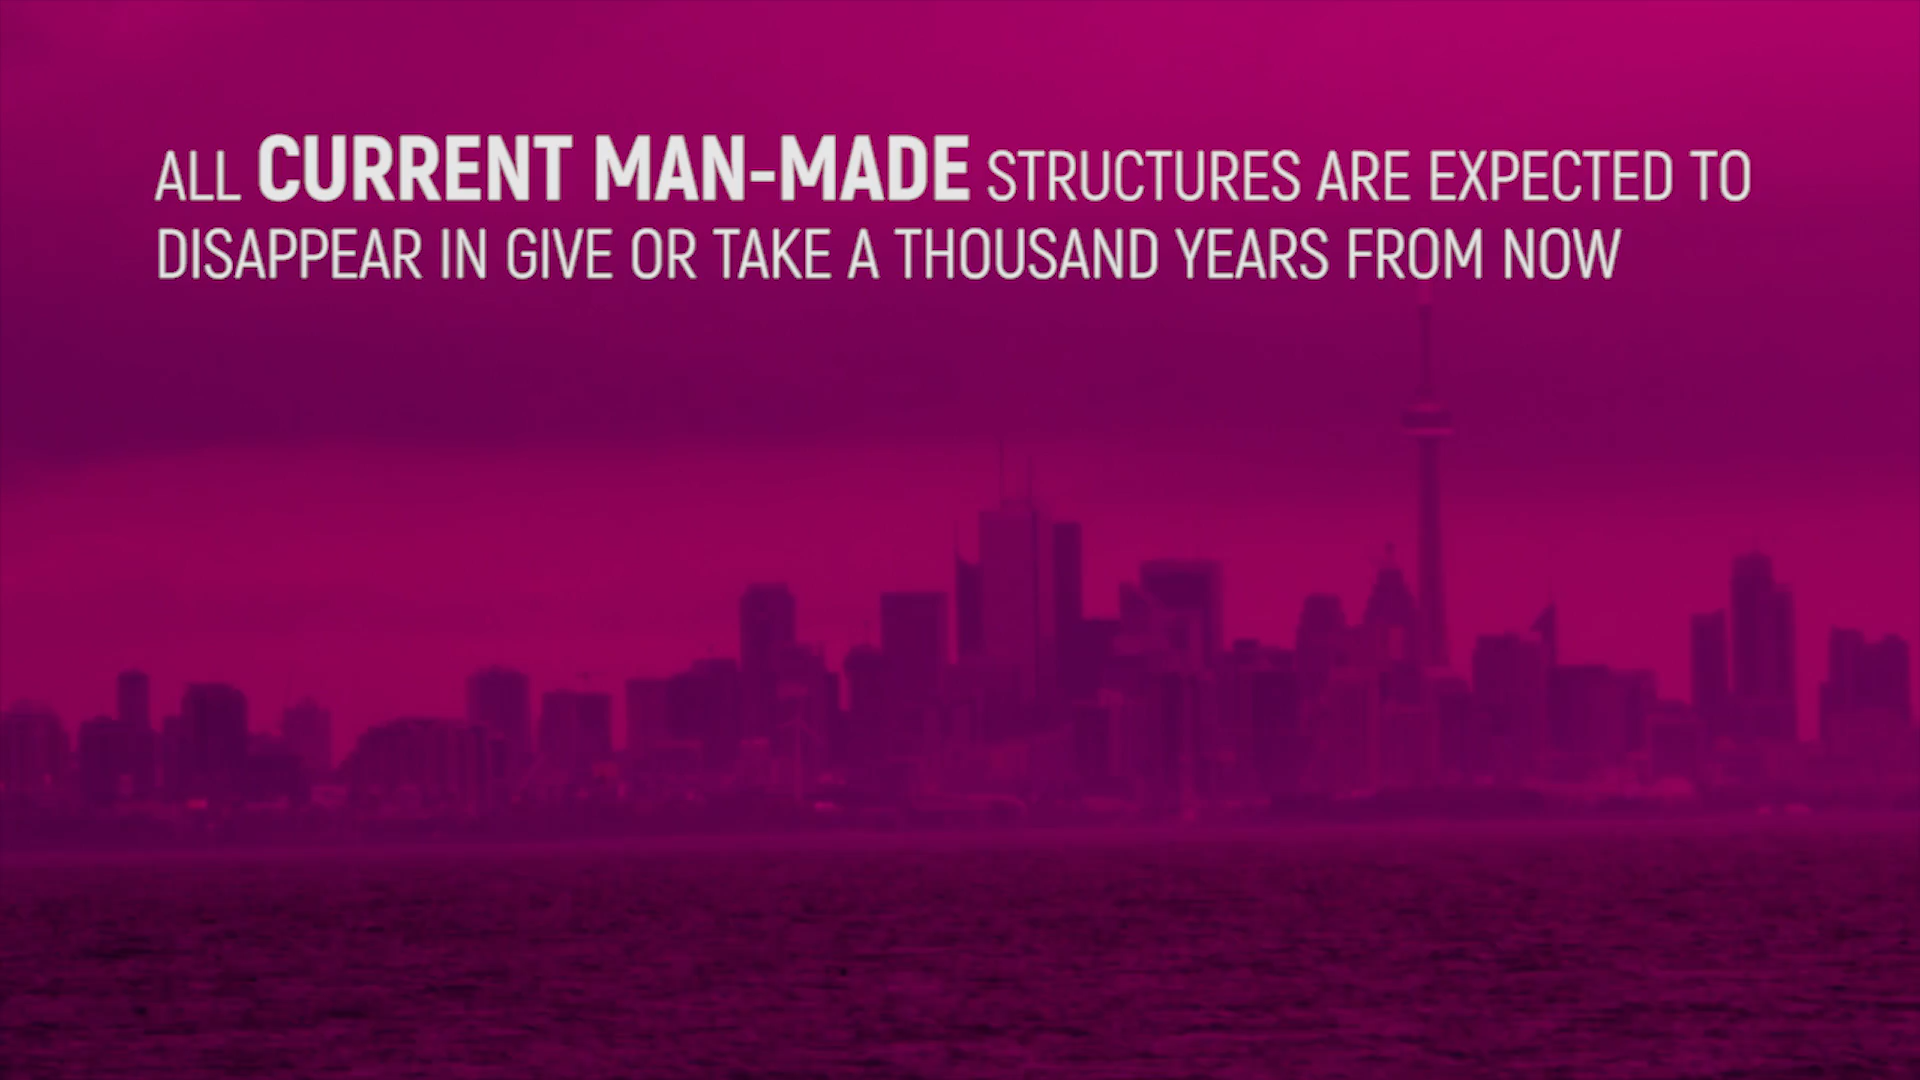 ALL CURRENT MAN-MADE STRUCTURES ARE EXPECTED TO
DISAPPEAR IN GIVE OR TAKE A THOUSAND YEARS FROM NOW